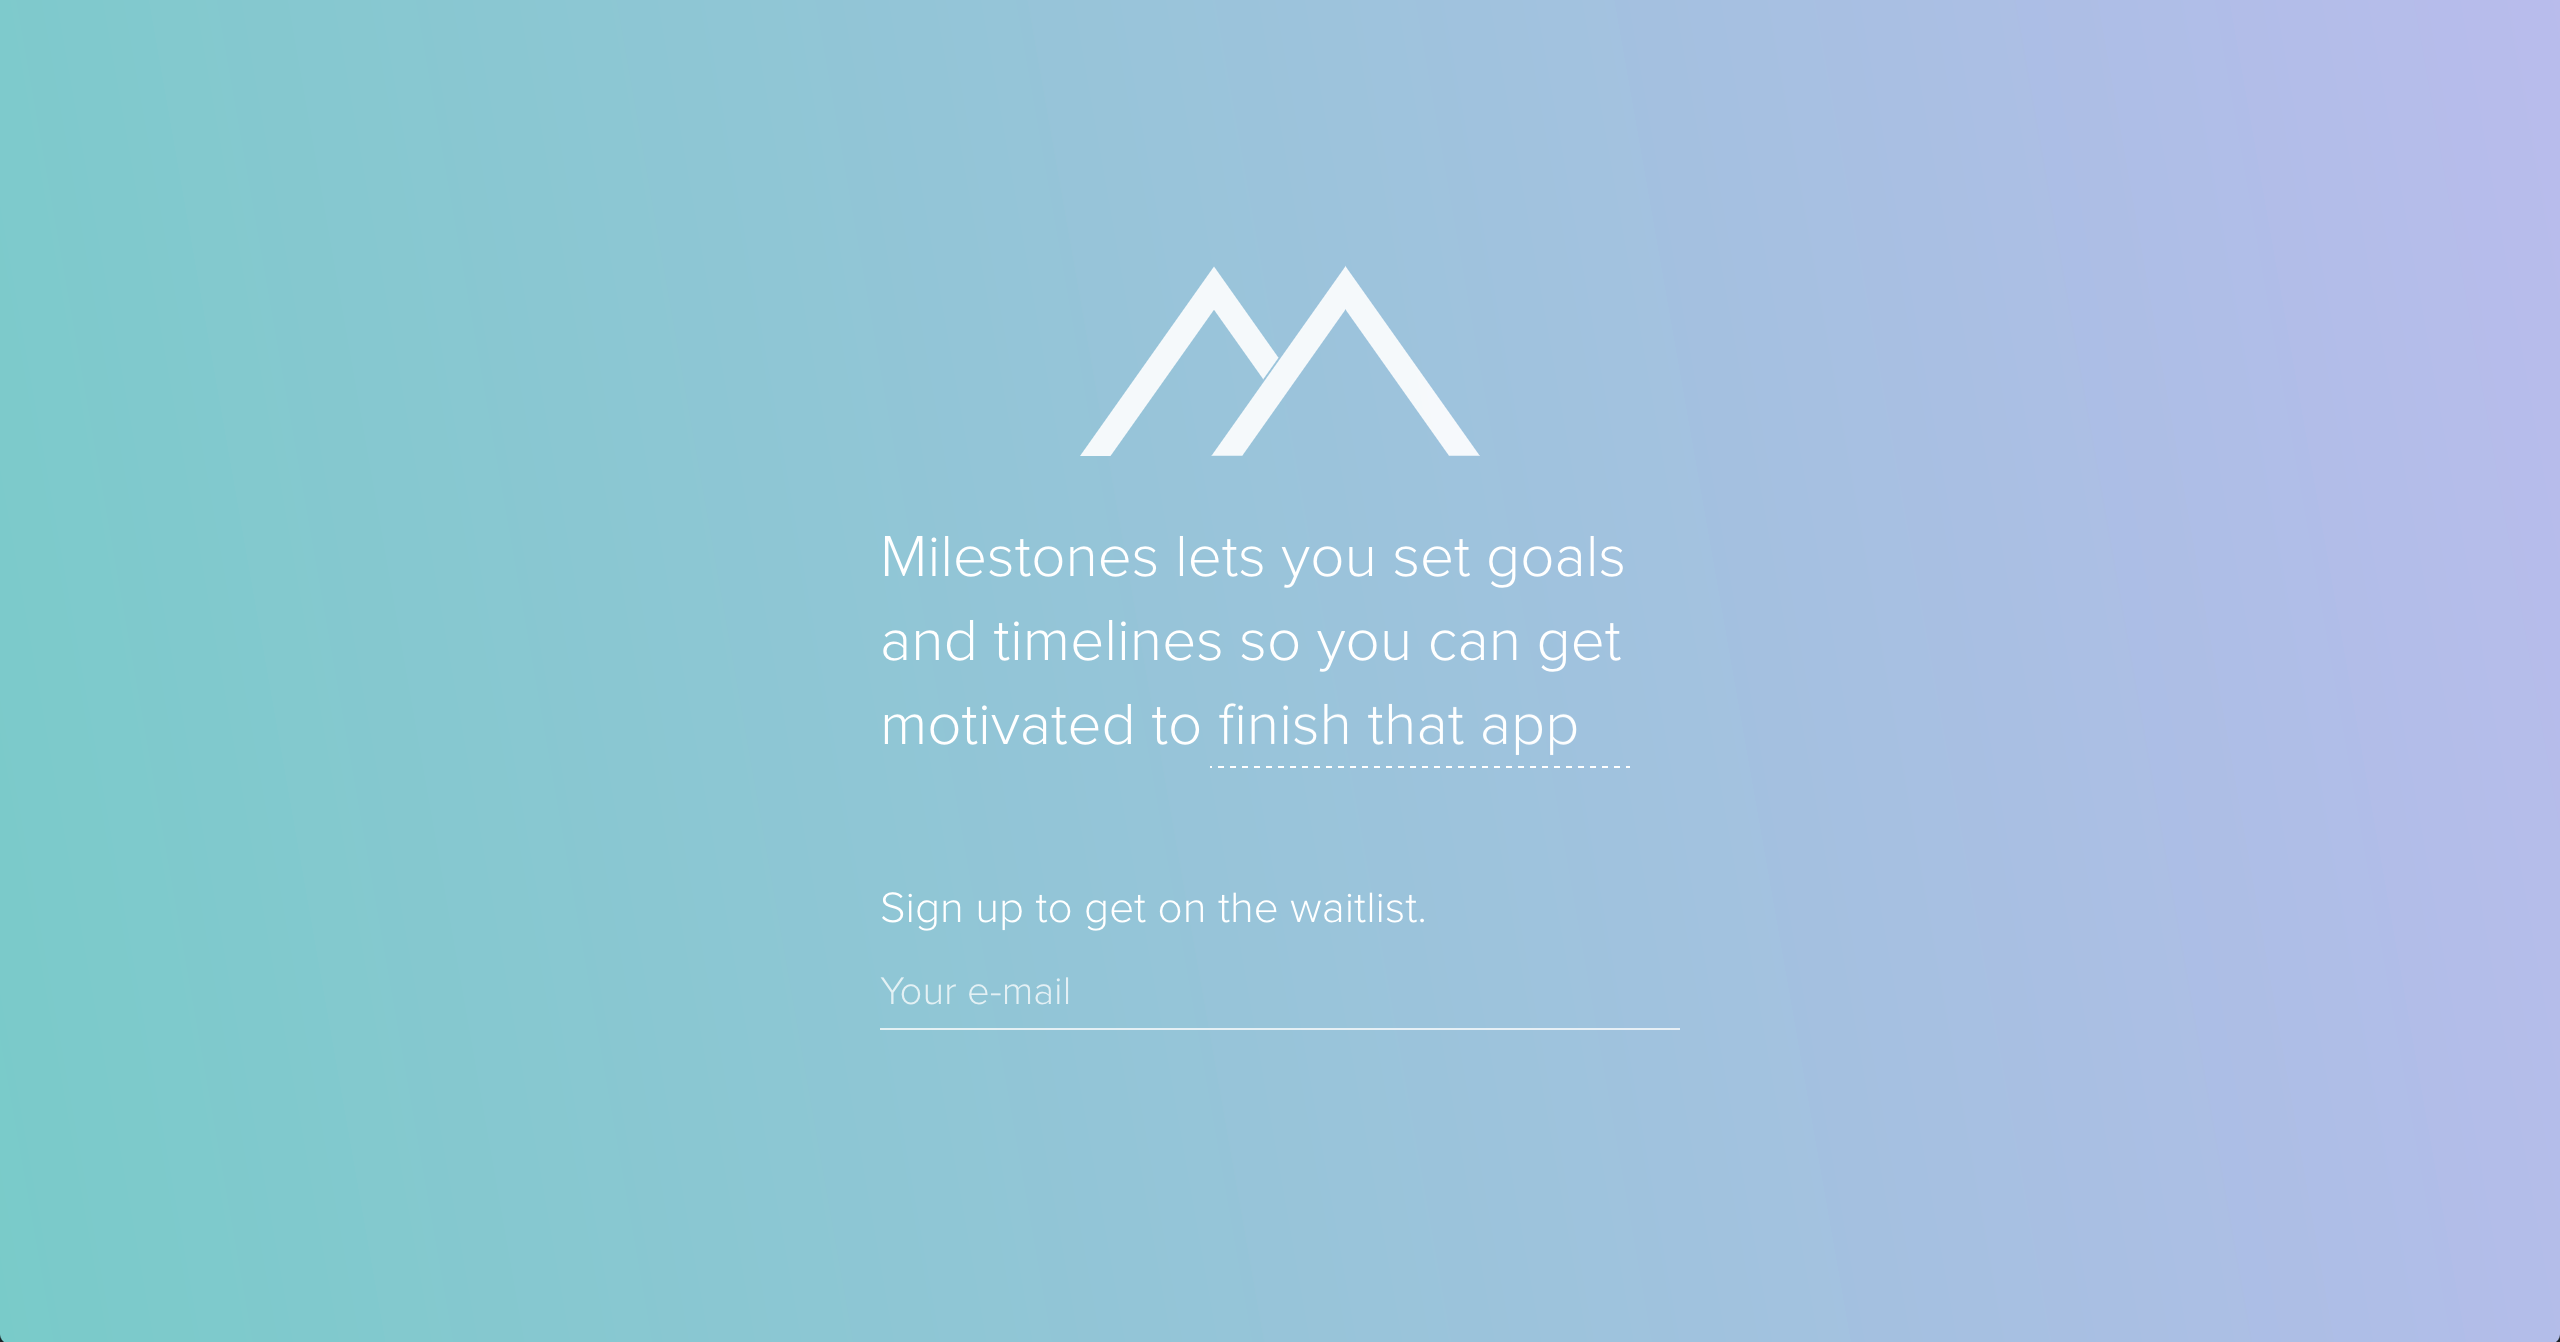 Milestones lets you set goals
and timelines so you can get
motivated to finish that app
Sign up to get on the waitlist.
Your e-mail